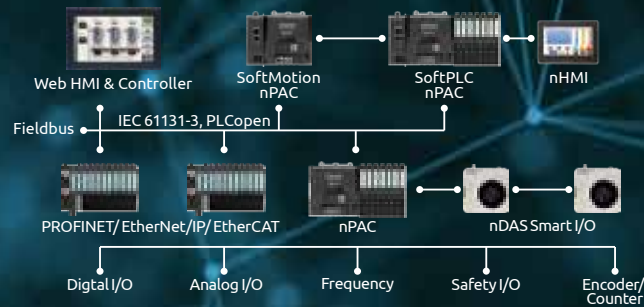 Web HMI & Controller
SoftMotion
nPAC
SoftPLC
nPAC
nHMI
Fieldbus
IEC 61131-3, PLCopen
PROFINET/EtherNet/IP/EtherCAT
nPAC
nDAS Smart I/O
Digtal I/O
Analog I/O
Frequency
Safety I/O
Encoder/
Counter